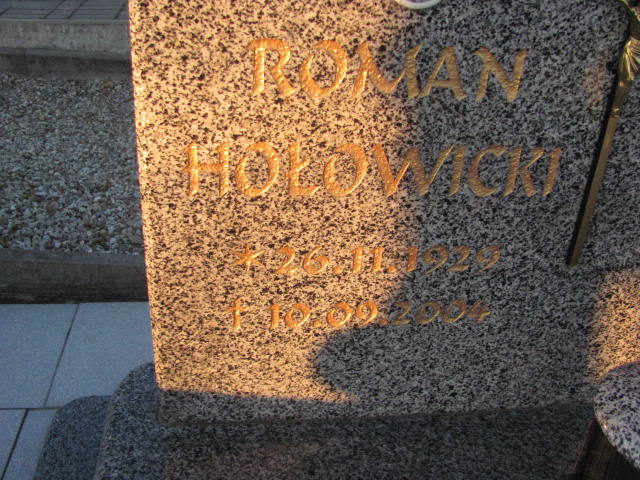 ROMAN
HOŁOWICKI
* 26.11.1929
† 10.09.2004